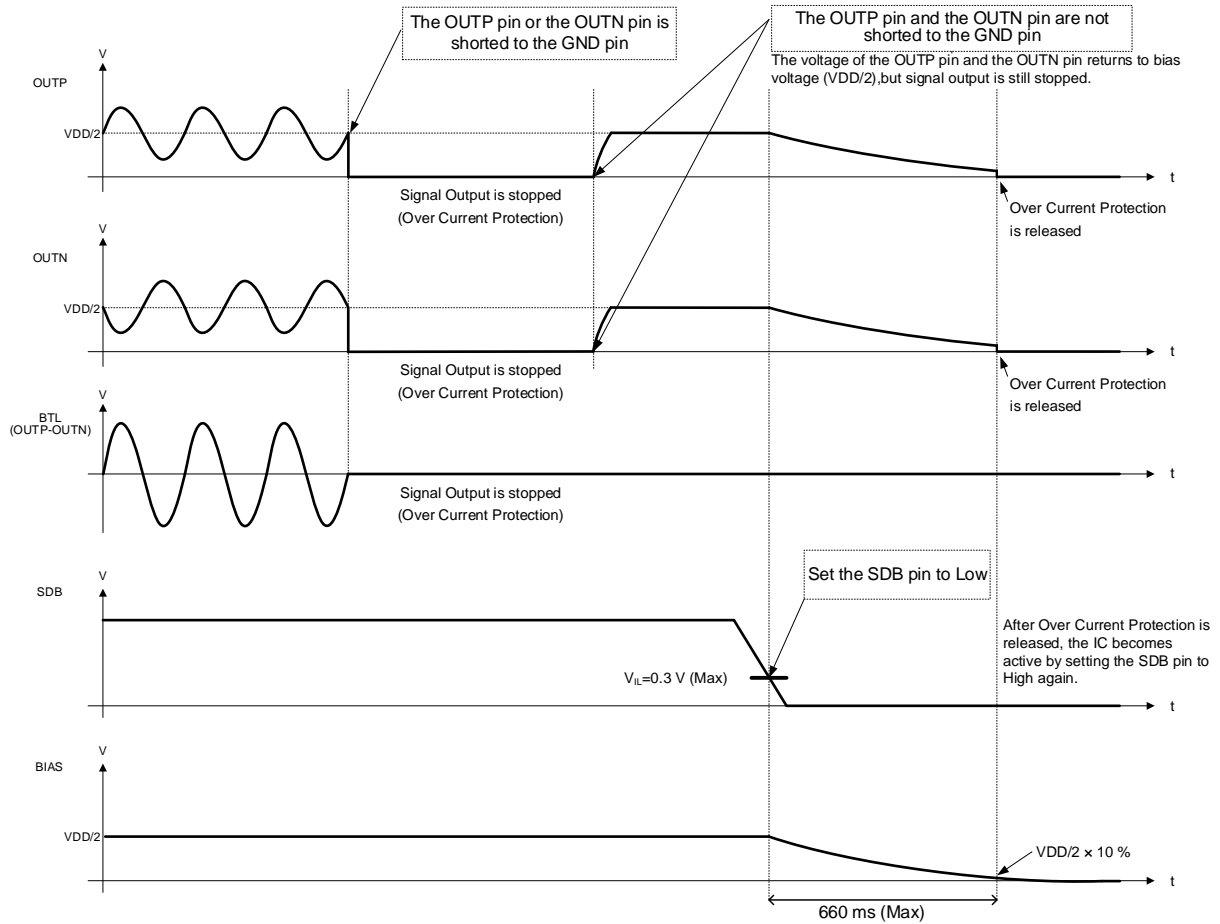 The OUTP pin or the OUTN pin is
shorted to the GND pin
The OUTP pin and the OUTN pin are not
shorted to the GND pin
The voltage of the OUTP pin and the OUTN pin returns to bias
voltage (VDD/2),but signal output is still stopped.
V
OUTP
VDD/2
t
Signal Output is stopped
(Over Current Protection)
Over Current Protection
is released
V
OUTN
VDD/2
t
Signal Output is stopped
(Over Current Protection)
Over Current Protection
is released
V
BTL
(OUTP-OUTN)
t
Signal Output is stopped
(Over Current Protection)
Set the SDB pin to Low
V
SDB
After Over Current Protection is
released, the IC becomes
active by setting the SDB pin to
High again.
VIL=0.3 V (Max)
t
V
BIAS
VDD/2
VDD/2 × 10 %
t
660 ms (Max)